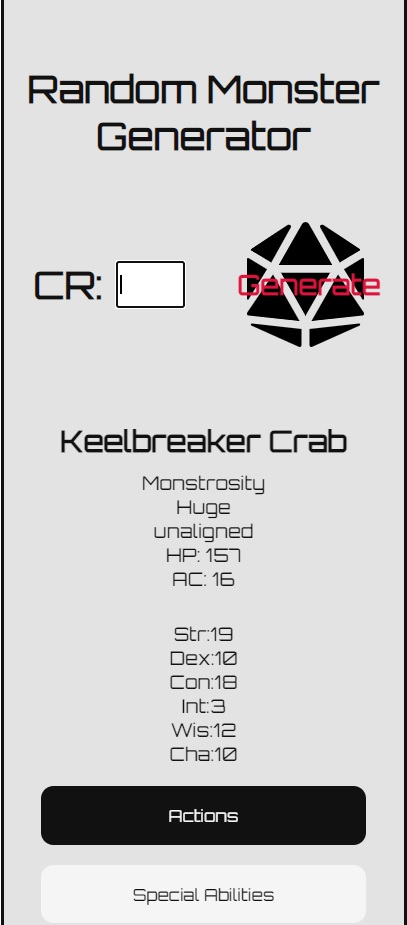 Random Monster
Generator
CR:
Generate
Keelbreaker Crab
Monstrosity
Huge
unaligned
HP: 157
AC: 16
Str:19
Dex:10
Con:18
Int:3
Wis:12
Cha:10
Actions
Special Abilities